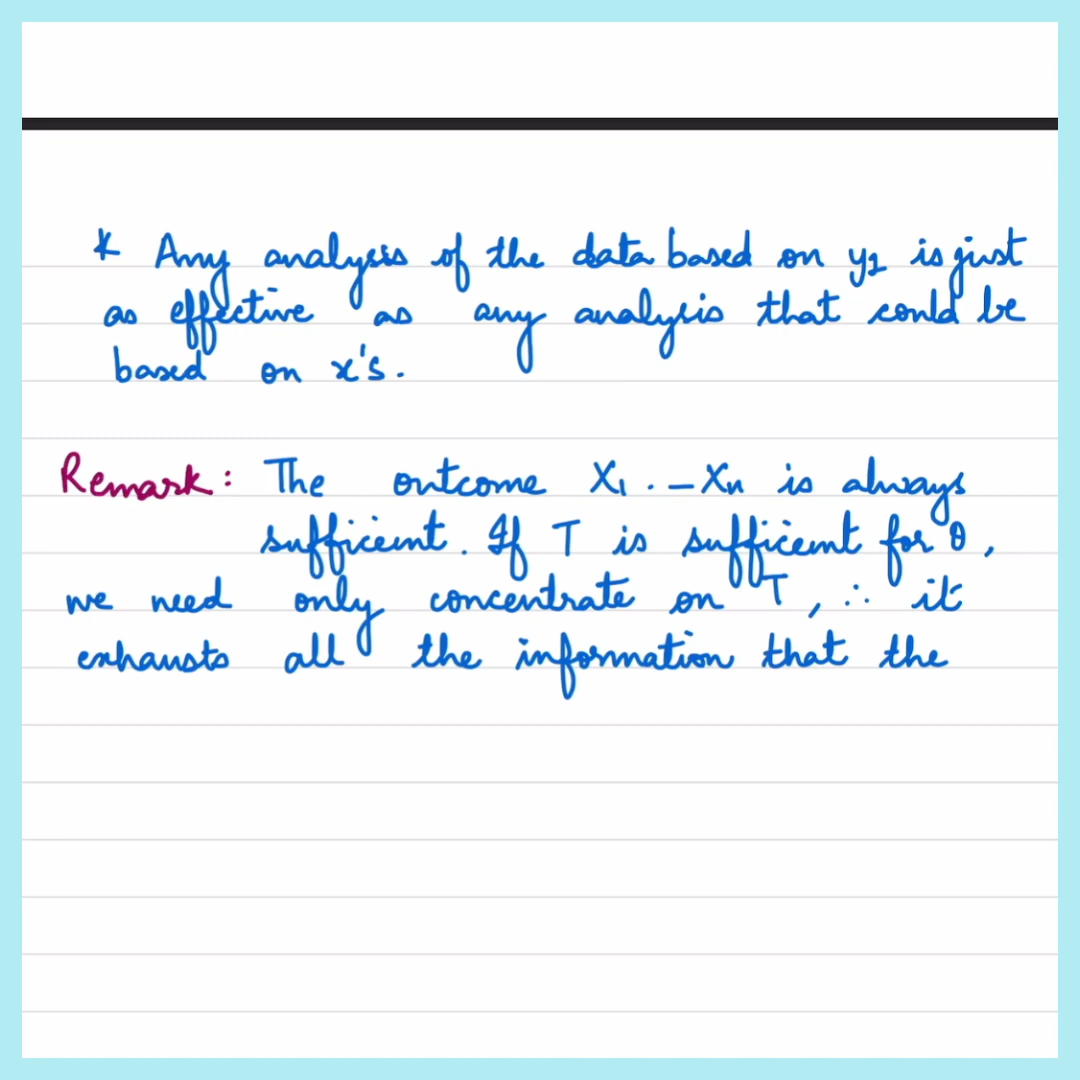 * Any analysis of the data based on y₁ is just
as effective as any analysis that could be
based on x's.
Remark: The outcome X₁ . – Xn is always
sufficient. If T is sufficient for θ,
we need only concentrate on T, ∴ it
exhausts all the information that the